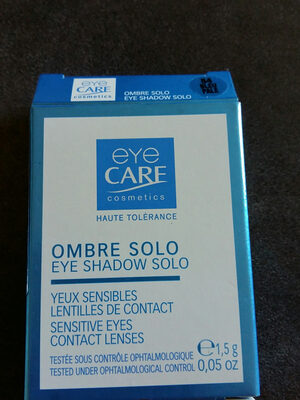 eye
CARE
cosmetics
OMBRE SOLO
EYE SHADOW SOLO
eye
CARE
cosmetics
HAUTE TOLÉRANCE
OMBRE SOLO
EYE SHADOW SOLO
YEUX SENSIBLES
LENTILLES DE CONTACT
SENSITIVE EYES
CONTACT LENSES
TESTÉE SOUS CONTRÔLE OPHTALMOLOGIQUE
TESTED UNDER OPHTALMOLOGICAL CONTROL
℮ 1,5 g
0,05 oz